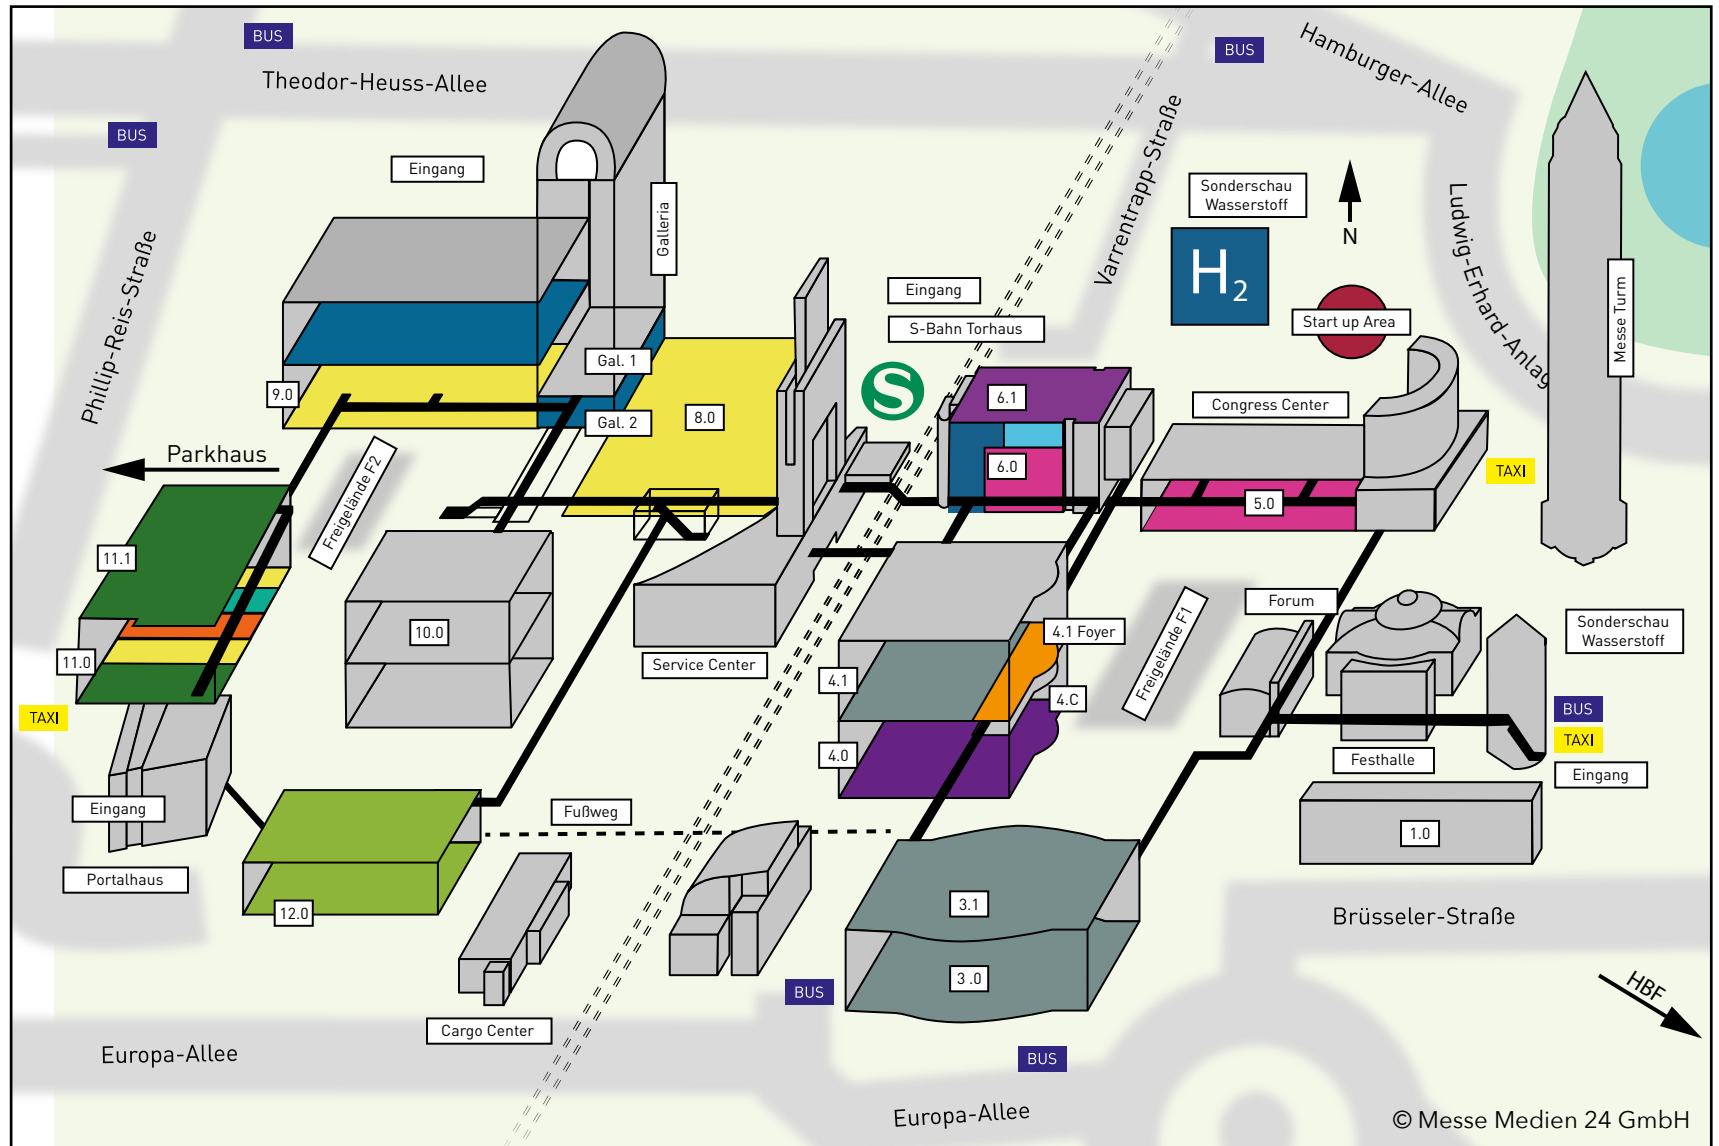 BUS
BUS
Hamburger-Allee
Theodor-Heuss-Allee
BUS
Eingang
Varrentrapp-Straße
Sonderschau
Wasserstoff
Ludwig-Erhard-Anlag
Galleria
N
H2
Phillip-Reis-Straße
Eingang
S-Bahn Torhaus
Start up Area
Messe Turm
Gal. 1
9.0
S
6.1
Congress Center
8.0
Gal. 2
Parkhaus
6.0
TAXI
Freigelände F2
5.0
11.1
Forum
10.0
4.1 Foyer
Freigelände F1
Sonderschau
Wasserstoff
11.0
Service Center
4.1
4.C
TAXI
BUS
TAXI
4.0
Festhalle
Eingang
Eingang
Fußweg
1.0
Portalhaus
12.0
3.1
Brüsseler-Straße
3.0
BUS
HBF
Cargo Center
Europa-Allee
BUS
Europa-Allee
© Messe Medien 24 GmbH